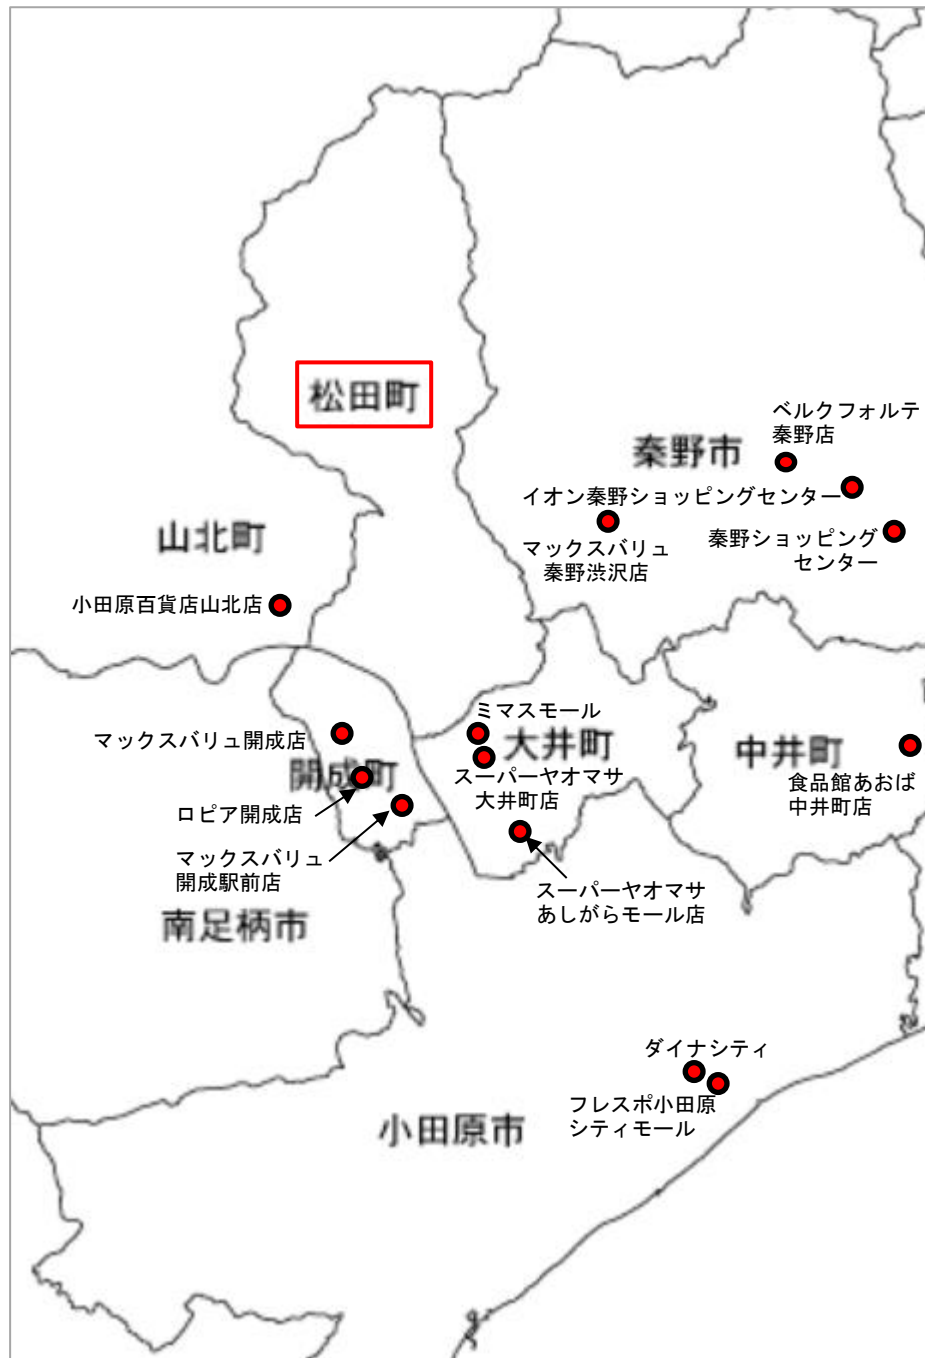 松田町
ベルクフォルテ
秦野店
秦野市
イオン秦野ショッピングセンター
マックスバリュ
秦野渋沢店
秦野ショッピング
センター
山北町
小田原百貨店山北店
ミマスモール
大井町
スーパーヤオマサ
大井町店
マックスバリュ開成店
開成町
ロピア開成店
マックスバリュ
開成駅前店
中井町
食品館あおば
中井町店
スーパーヤオマサ
あしがらモール店
南足柄市
ダイナシティ
フレスポ小田原
シティモール
小田原市